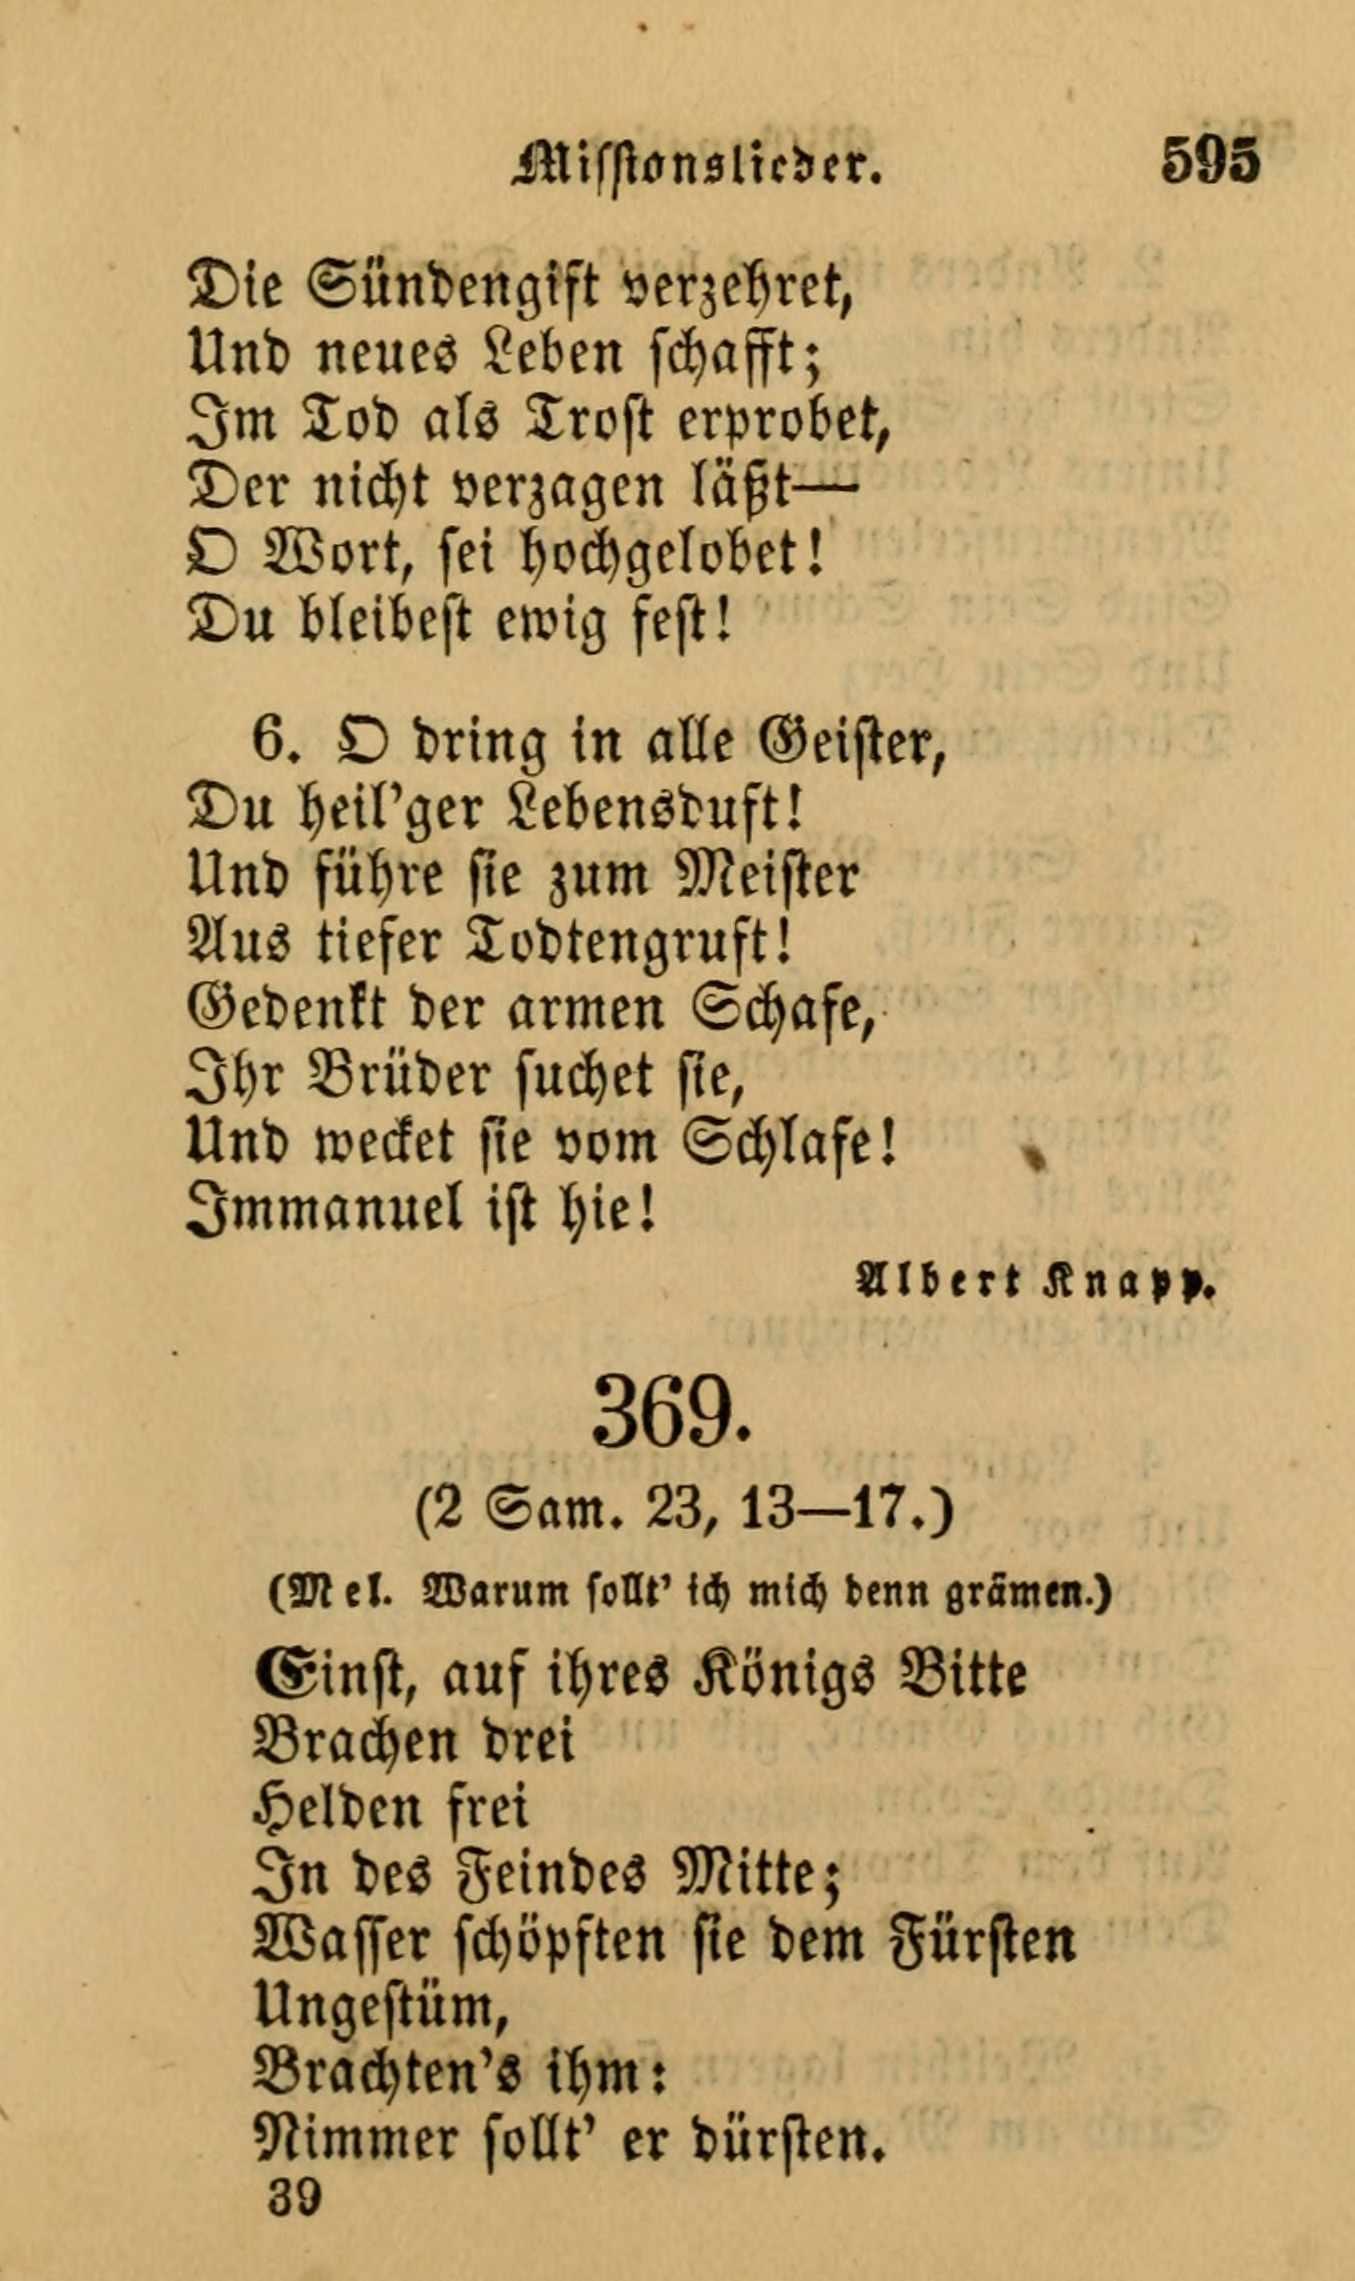 Missionslieder. 595
Die Sündengift verzehret,
Und neues Leben schafft;
Im Tod als Trost erprobet,
Der nicht verzagen läßt—
O Wort, sei hochgelobet!
Du bleibest ewig fest!
6. O dring in alle Geister,
Du heil'ger Lebensduft!
Und führe sie zum Meister
Aus tiefer Todtengruft!
Gedenkt der armen Schafe,
Ihr Brüder suchet sie,
Und wecket sie vom Schlafe!
Immanuel ist hie!
Albert Knapp.
369.
(2 Sam. 23, 13—17.)
(Mel. Warum sollt' ich mich denn grämen.)
Einst, auf ihres Königs Bitte
Brachen drei
Helden frei
In des Feindes Mitte;
Wasser schöpften sie dem Fürsten
Ungestüm,
Brachten's ihm:
Nimmer sollt' er dürsten.
39